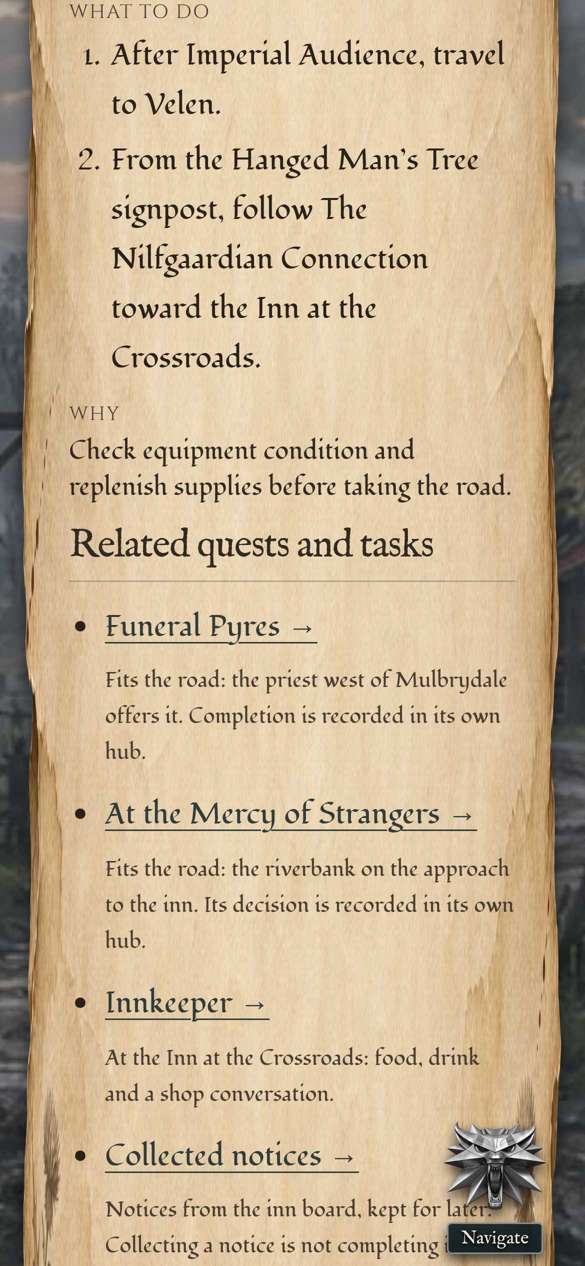 WHAT TO DO
1. After Imperial Audience, travel
to Velen.
2. From the Hanged Man's Tree
signpost, follow The
Nilfgaardian Connection
toward the Inn at the
Crossroads.
WHY
Check equipment condition and
replenish supplies before taking the road.
Related quests and tasks
• Funeral Pyres →
Fits the road: the priest west of Mulbrydale
offers it. Completion is recorded in its own
hub.
• At the Mercy of Strangers →
Fits the road: the riverbank on the approach
to the inn. Its decision is recorded in its own
hub.
• Innkeeper →
At the Inn at the Crossroads: food, drink
and a shop conversation.
• Collected notices →
Notices from the inn board, kept for later.
Collecting a notice is not completing
Navigate